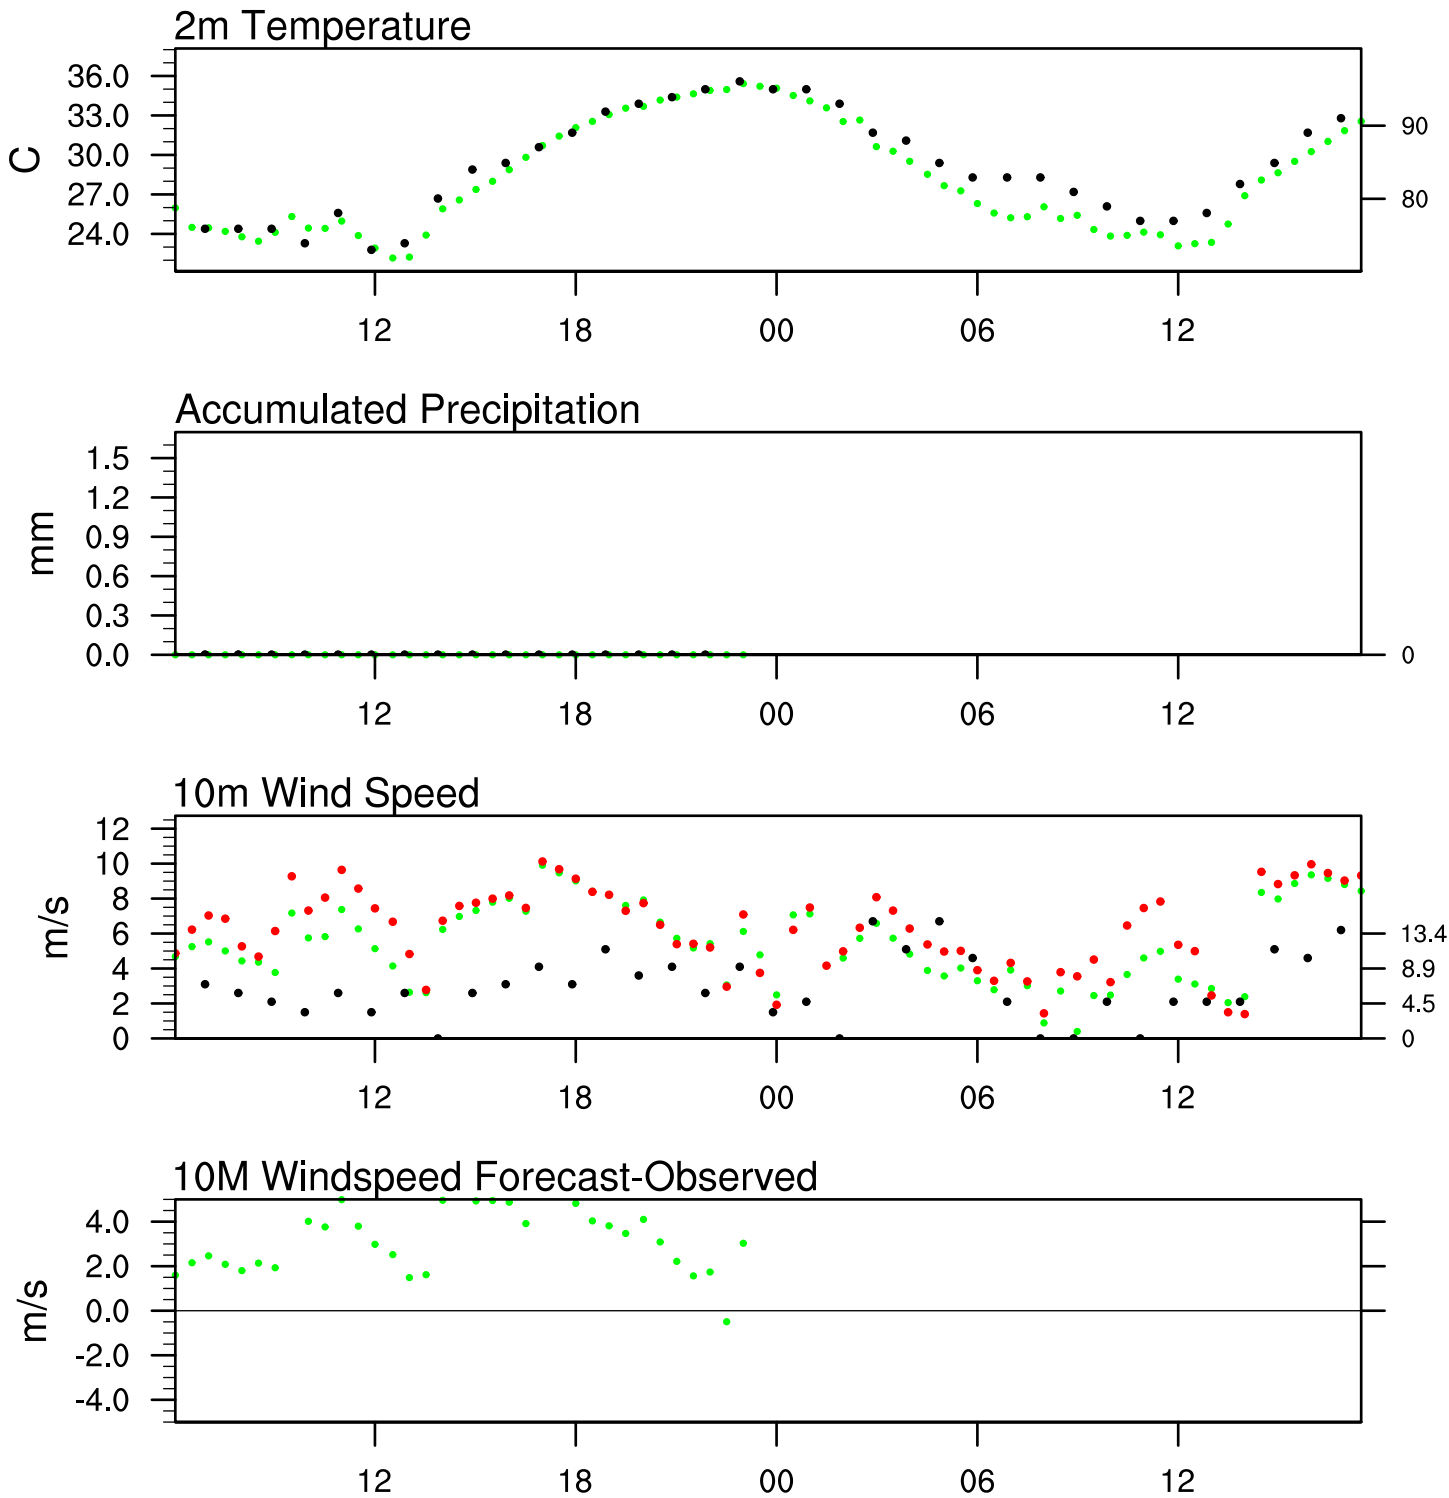 2m Temperature
36.0
33.0
30.0
27.0
24.0
C
90
80
12 18 00 06 12
Accumulated Precipitation
1.5
1.2
0.9
0.6
0.3
0.0
mm
0
12 18 00 06 12
10m Wind Speed
12
10
8
6
4
2
0
m/s
13.4
8.9
4.5
0
12 18 00 06 12
10M Windspeed Forecast-Observed
4.0
2.0
0.0
-2.0
-4.0
m/s
12 18 00 06 12